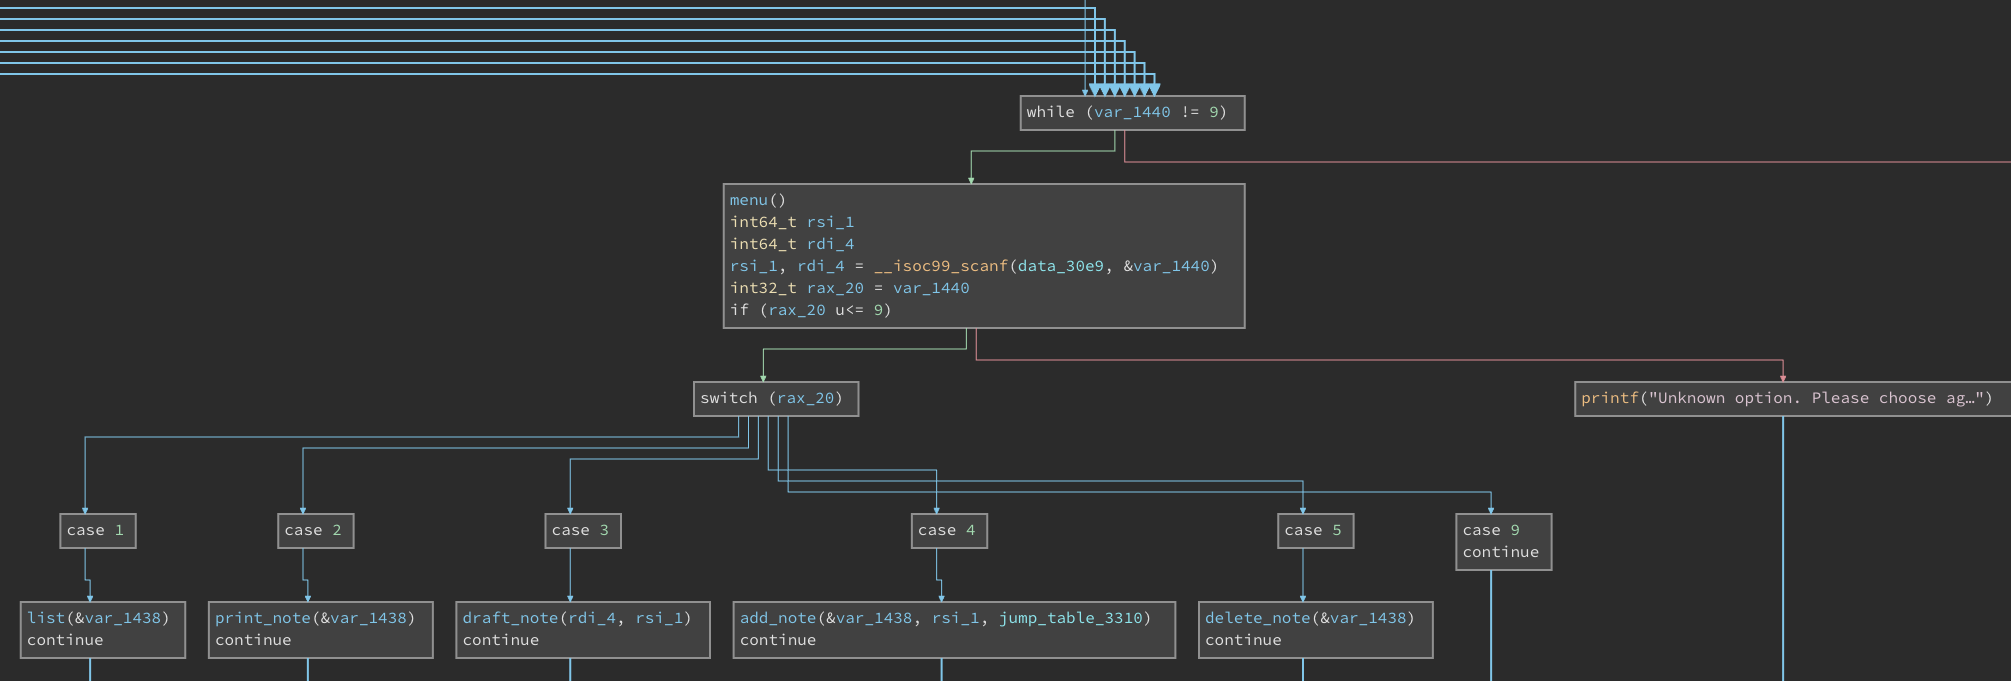 while (var_1440 != 9)
menu()
int64_t rsi_1
int64_t rdi_4
rsi_1, rdi_4 = __isoc99_scanf(data_30e9, &var_1440)
int32_t rax_20 = var_1440
if (rax_20 u<= 9)
switch (rax_20)
printf("Unknown option. Please choose ag…")
case 1
case 2
case 3
case 4
case 5
case 9
continue
list(&var_1438)
continue
print_note(&var_1438)
continue
draft_note(rdi_4, rsi_1)
continue
add_note(&var_1438, rsi_1, jump_table_3310)
continue
delete_note(&var_1438)
continue